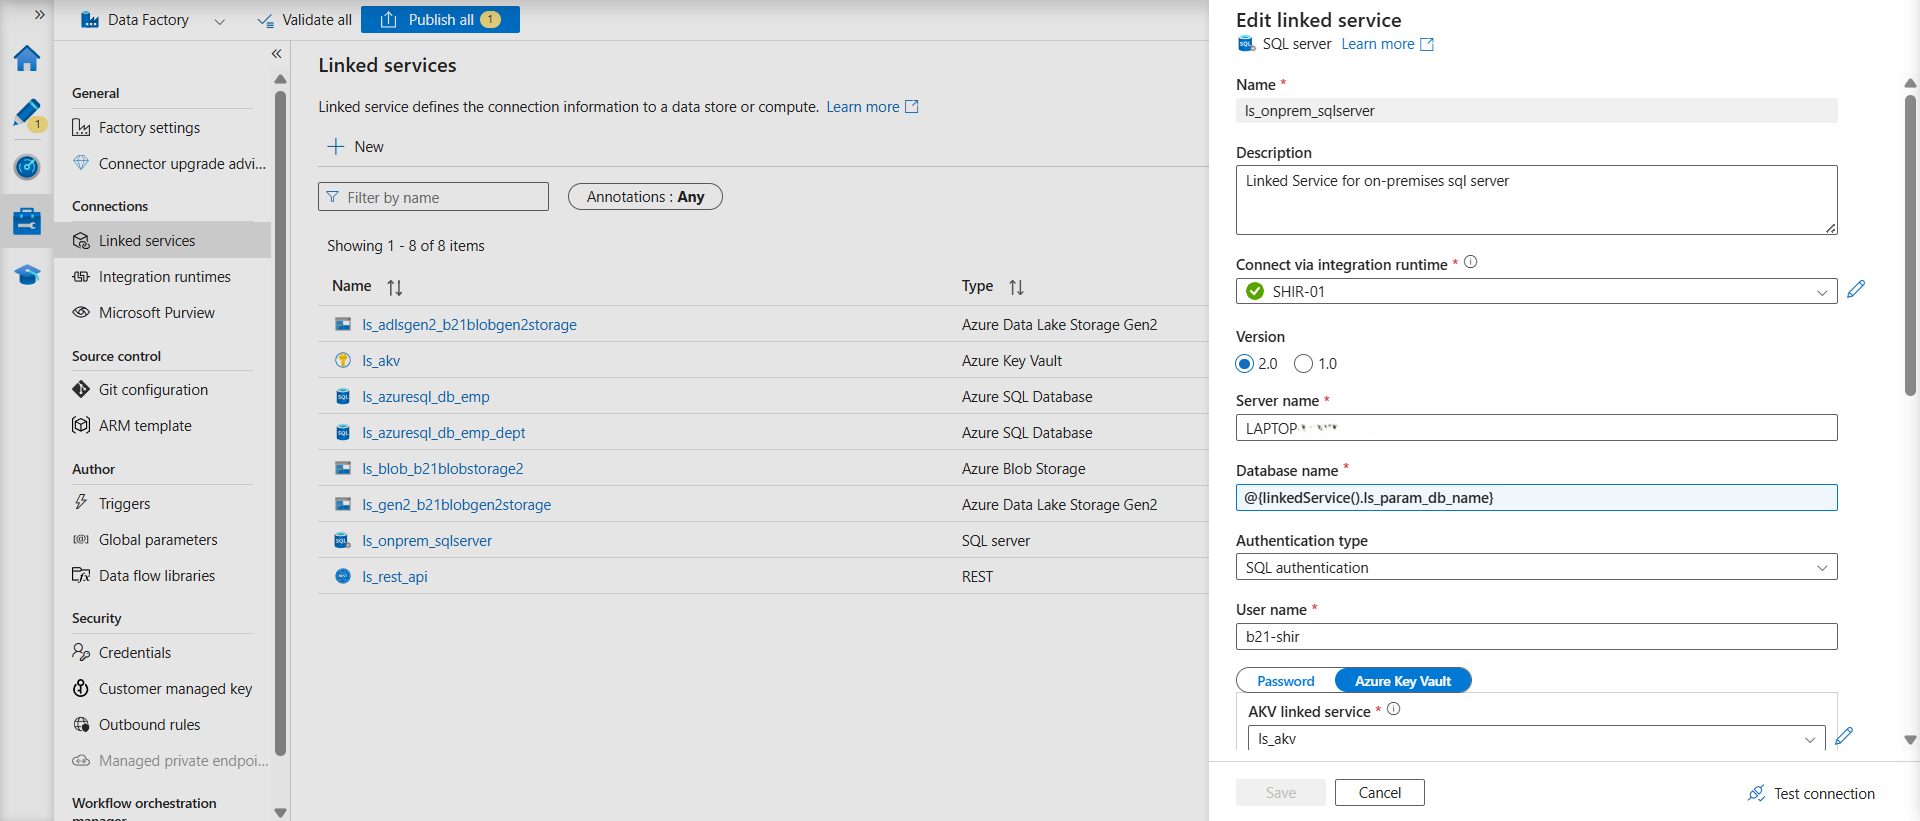 Data Factory
Validate all
Publish all 1
1
General
Factory settings
Connector upgrade advi...
Connections
Linked services
Integration runtimes
Microsoft Purview
Source control
Git configuration
ARM template
Author
Triggers
Global parameters
Data flow libraries
Security
Credentials
Customer managed key
Outbound rules
Managed private endpoi...
Workflow orchestration
Linked services
Linked service defines the connection information to a data store or compute. Learn more
New
Filter by name
Annotations : Any
Showing 1 - 8 of 8 items
Name Type
ls_adlsgen2_b21blobgen2storage Azure Data Lake Storage Gen2
ls_akv Azure Key Vault
ls_azuresql_db_emp Azure SQL Database
ls_azuresql_db_emp_dept Azure SQL Database
ls_blob_b21blobstorage2 Azure Blob Storage
ls_gen2_b21blobgen2storage Azure Data Lake Storage Gen2
ls_onprem_sqlserver SQL server
ls_rest_api REST
Edit linked service
SQL server Learn more
Name *
ls_onprem_sqlserver
Description
Linked Service for on-premises sql server
Connect via integration runtime *
SHIR-01
Version
2.0 1.0
Server name *
LAPTOP
Database name *
@{linkedService().ls_param_db_name}
Authentication type
SQL authentication
User name *
b21-shir
Password Azure Key Vault
AKV linked service *
ls_akv
Save Cancel Test connection